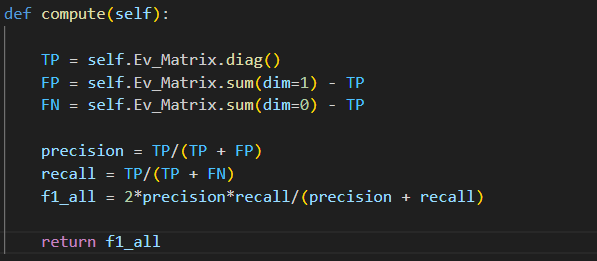 def compute(self):
TP = self.Ev_Matrix.diag()
FP = self.Ev_Matrix.sum(dim=1) - TP
FN = self.Ev_Matrix.sum(dim=0) - TP
precision = TP/(TP + FP)
recall = TP/(TP + FN)
f1_all = 2*precision*recall/(precision + recall)
return f1_all